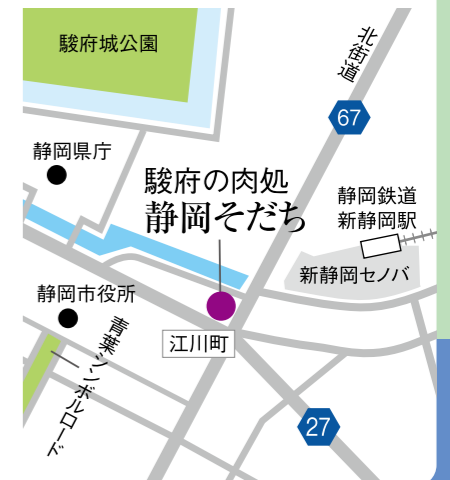 駿府城公園
北街道
67
静岡県庁
駿府の肉処
静岡そだち
静岡鉄道
新静岡駅
新静岡セノバ
静岡市役所
江川町
青葉シンボルロード
27